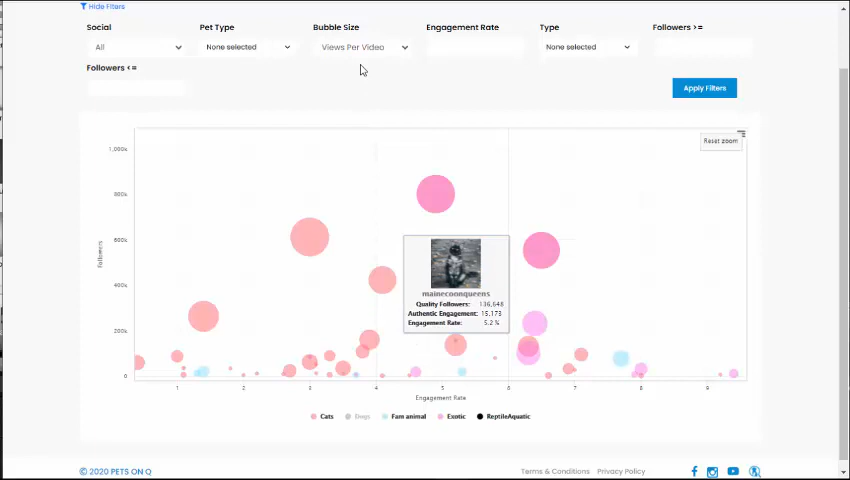 Hide Filters
Social Pet Type Bubble Size Engagement Rate Type Followers >=
All None selected Views Per Video None selected
Followers <=
Apply Filters
Reset zoom
1,000k
800k
600k
400k
200k
0
Followers
mainecoonqueens
Quality Followers: 136,648
Authentic Engagement: 15,173
Engagement Rate: 5.2 %
1 2 3 4 5 6 7 8 9
Engagement Rate
Cats Dogs Fam animal Exotic ReptileAquatic
© 2020 PETS ON Q Terms & Conditions Privacy Policy